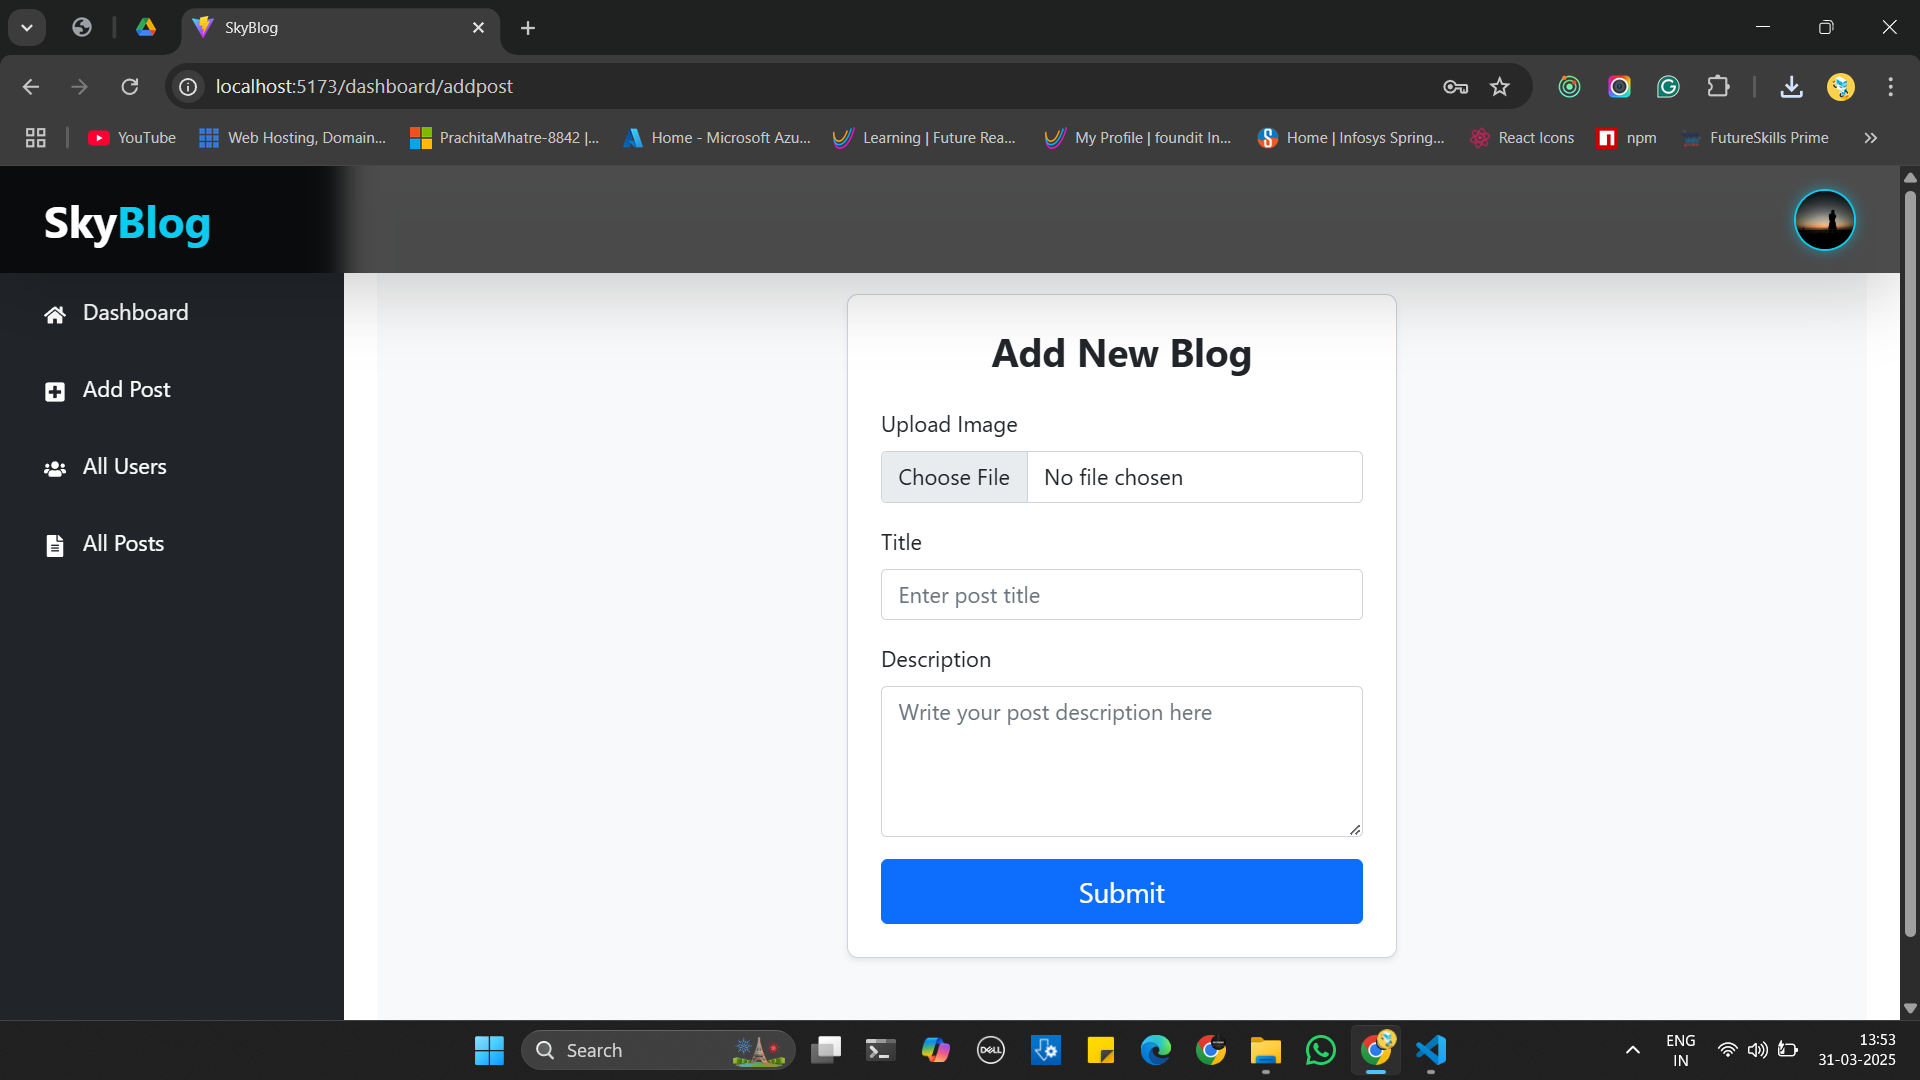 SkyBlog
localhost:5173/dashboard/addpost
YouTube
Web Hosting, Domain...
PrachitaMhatre-8842 |...
Home - Microsoft Azu...
Learning | Future Rea...
My Profile | foundit In...
Home | Infosys Spring...
React Icons
npm
FutureSkills Prime
SkyBlog
Dashboard
Add Post
All Users
All Posts
Add New Blog
Upload Image
Choose File No file chosen
Title
Enter post title
Description
Write your post description here
Submit
Search
DELL
ENG
IN
13:53
31-03-2025